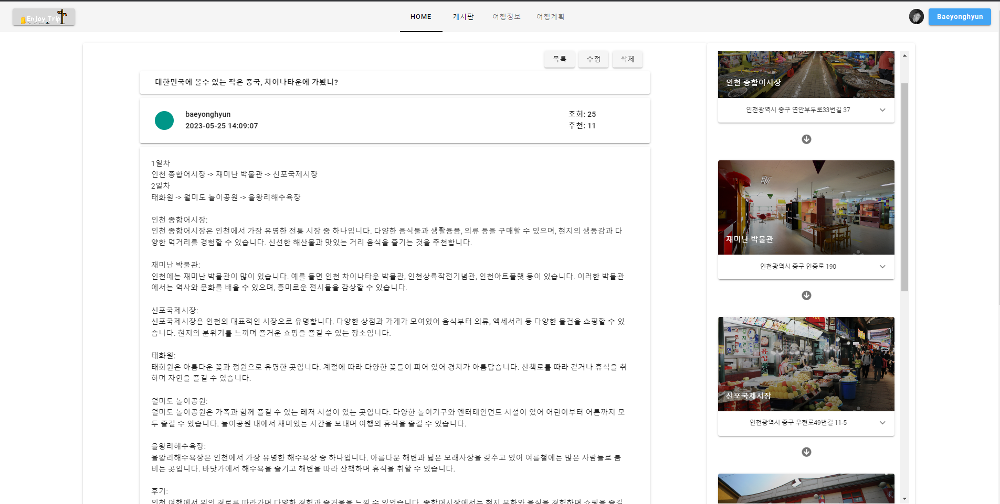 Enjoy Trip
HOME
게시판
여행정보
여행계획
Baeyonghyun
목록
수정
삭제
대한민국에 볼수 있는 작은 중국, 차이나타운에 가봤니?
baeyonghyun
2023-05-25 14:09:07
조회: 25
추천: 11
1일차
인천 종합어시장 -> 재미난 박물관 -> 신포국제시장
2일차
태화원 -> 월미도 놀이공원 -> 을왕리해수욕장
인천 종합어시장:
인천 종합어시장은 인천에서 가장 유명한 전통 시장 중 하나입니다. 다양한 음식물과 생활용품, 의류 등을 구매할 수 있으며, 현지의 생동감과 다
양한 먹거리를 경험할 수 있습니다. 신선한 해산물과 맛있는 거리 음식을 즐기는 것을 추천합니다.
재미난 박물관:
인천에는 재미난 박물관이 많이 있습니다. 예를 들면 인천 차이나타운 박물관, 인천상륙작전기념관, 인천아트플랫 등이 있습니다. 이러한 박물관
에서는 역사와 문화를 배울 수 있으며, 흥미로운 전시물을 감상할 수 있습니다.
신포국제시장:
신포국제시장은 인천의 대표적인 시장으로 유명합니다. 다양한 상점과 가게가 모여있어 음식부터 의류, 액세서리 등 다양한 물건을 쇼핑할 수 있
습니다. 현지의 분위기를 느끼며 즐거운 쇼핑을 즐길 수 있는 장소입니다.
태화원:
태화원은 아름다운 꽃과 정원으로 유명한 곳입니다. 계절에 따라 다양한 꽃들이 피어 있어 경치가 아름답습니다. 산책로를 따라 걷거나 휴식을 취
하며 자연을 즐길 수 있습니다.
월미도 놀이공원:
월미도 놀이공원은 가족과 함께 즐길 수 있는 레저 시설이 있는 곳입니다. 다양한 놀이기구와 엔터테인먼트 시설이 있어 어린이부터 어른까지 모
두 즐길 수 있습니다. 놀이공원 내에서 재미있는 시간을 보내며 여행의 휴식을 즐길 수 있습니다.
을왕리해수욕장:
을왕리해수욕장은 인천에서 가장 유명한 해수욕장 중 하나입니다. 아름다운 해변과 넓은 모래사장을 갖추고 있어 여름철에는 많은 사람들로 붐
비는 곳입니다. 바닷가에서 해수욕을 즐기고 해변을 따라 산책하며 휴식을 취할 수 있습니다.
후기:
인천 여행에서 위의 경로를 따라가며 다양한 경험과 즐거움을 느낄 수 있었습니다. 종합어시장에서는 현지 문화와 음식을 경험하며 쇼핑을 즐길
인천 종합어시장
인천광역시 중구 연안부두로33번길 37
재미난 박물관
인천광역시 중구 인중로 190
고추만두
김치만두
신포국제시장
인천광역시 중구 우현로49번길 11-5